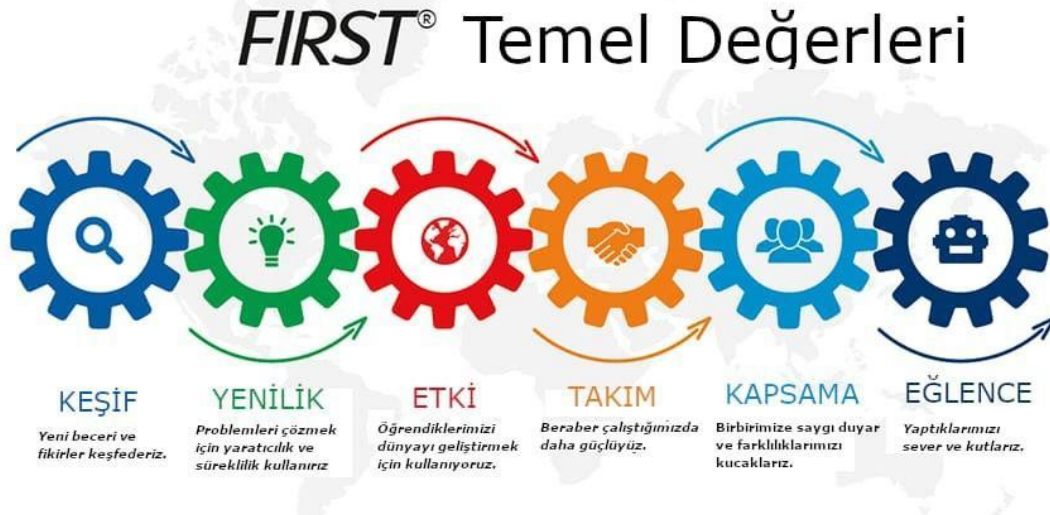 FIRST® Temel Değerleri
KEŞİF
Yeni beceri ve
fikirler keşfederiz.
YENİLİK
Problemleri çözmek
için yaratıcılık ve
süreklilik kullanırız
ETKİ
Öğrendiklerimizi
dünyayı geliştirmek
için kullanıyoruz.
TAKIM
Beraber çalıştığımızda
daha güçlüyüz.
KAPSAMA
Birbirimize saygı duyar
ve farklılıklarımızı
kucaklarız.
EĞLENCE
Yaptıklarımızı
sever ve kutlarız.